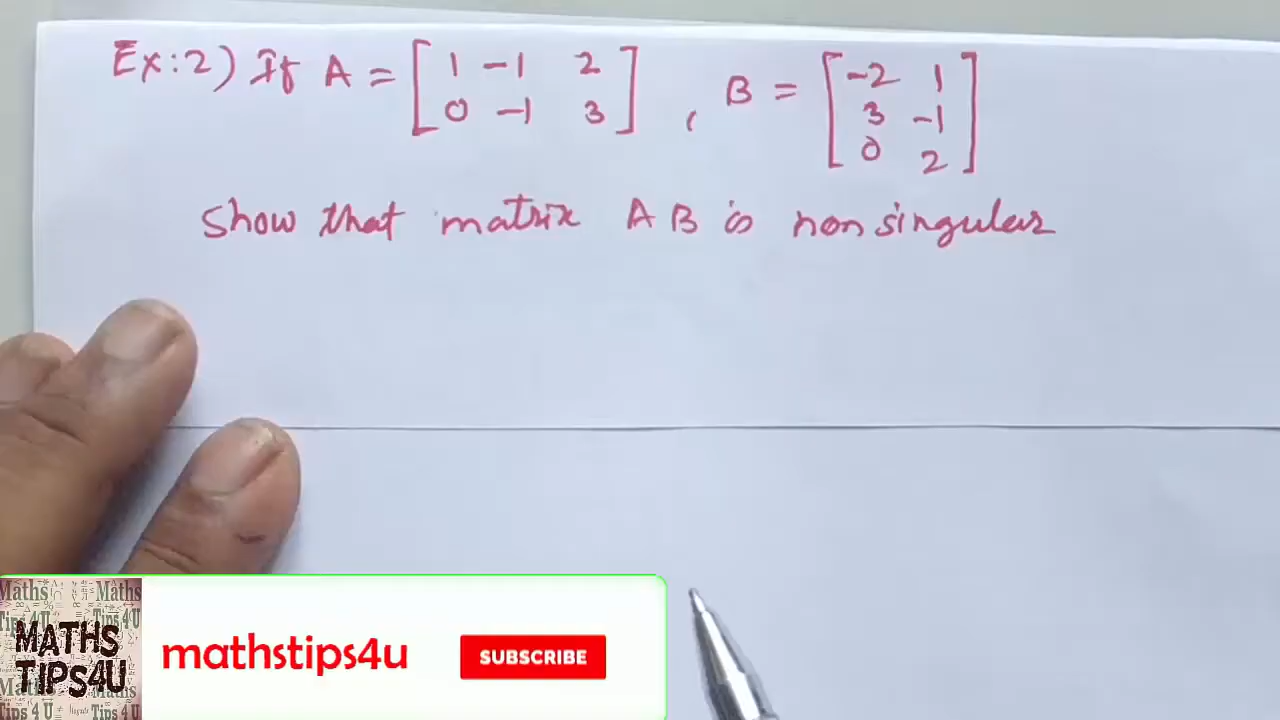 Ex:2) If A = [ 1 -1 2 ] , B = [ -2 1 ]
[ 0 -1 3 ] [ 3 -1 ]
[ 0 2 ]
Show that matrix AB is non singular
MATHS
TIPS4U
mathstips4u
SUBSCRIBE